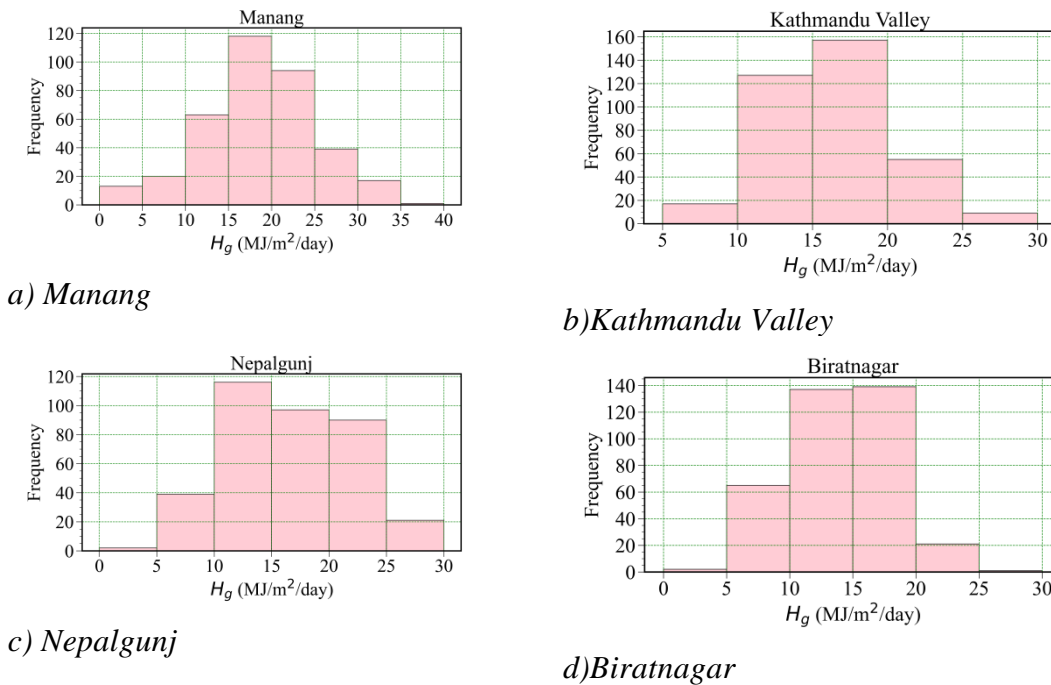 Manang
120
100
80
60
40
20
0
Frequency
0 5 10 15 20 25 30 35 40
H_g (MJ/m²/day)
a) Manang
Kathmandu Valley
160
140
120
100
80
60
40
20
0
Frequency
5 10 15 20 25 30
H_g (MJ/m²/day)
b)Kathmandu Valley
Nepalgunj
120
100
80
60
40
20
0
Frequency
0 5 10 15 20 25 30
H_g (MJ/m²/day)
c) Nepalgunj
Biratnagar
140
120
100
80
60
40
20
0
Frequency
0 5 10 15 20 25 30
H_g (MJ/m²/day)
d)Biratnagar